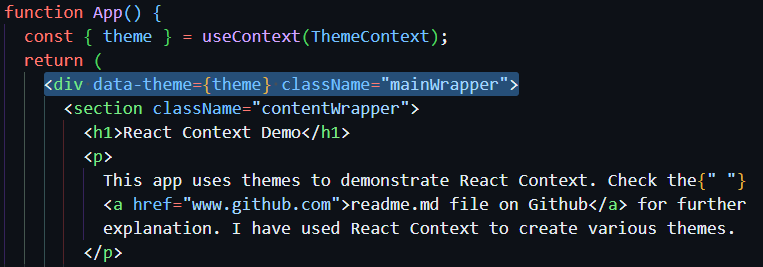 function App() {
  const { theme } = useContext(ThemeContext);
  return (
    <div data-theme={theme} className="mainWrapper">
      <section className="contentWrapper">
        <h1>React Context Demo</h1>
        <p>
          This app uses themes to demonstrate React Context. Check the{" "}
          <a href="www.github.com">readme.md file on Github</a> for further
          explanation. I have used React Context to create various themes.
        </p>